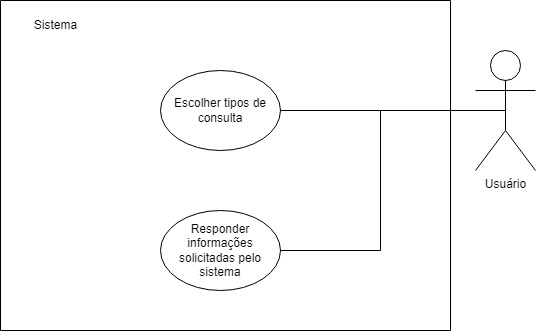 Sistema
Escolher tipos de
consulta
Usuário
Responder
informações
solicitadas pelo
sistema